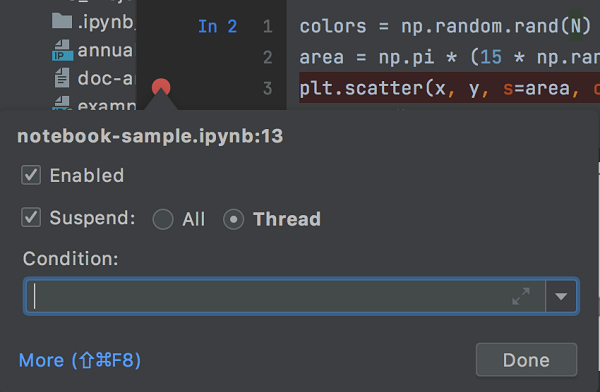 .ipynb_
In 2
1
colors = np.random.rand(N)
annua
2
area = np.pi * (15 * np.ran
doc-a
3
plt.scatter(x, y, s=area, c
examp
notebook-sample.ipynb:13
Enabled
Suspend: All Thread
Condition:
More (⇧⌘F8)
Done